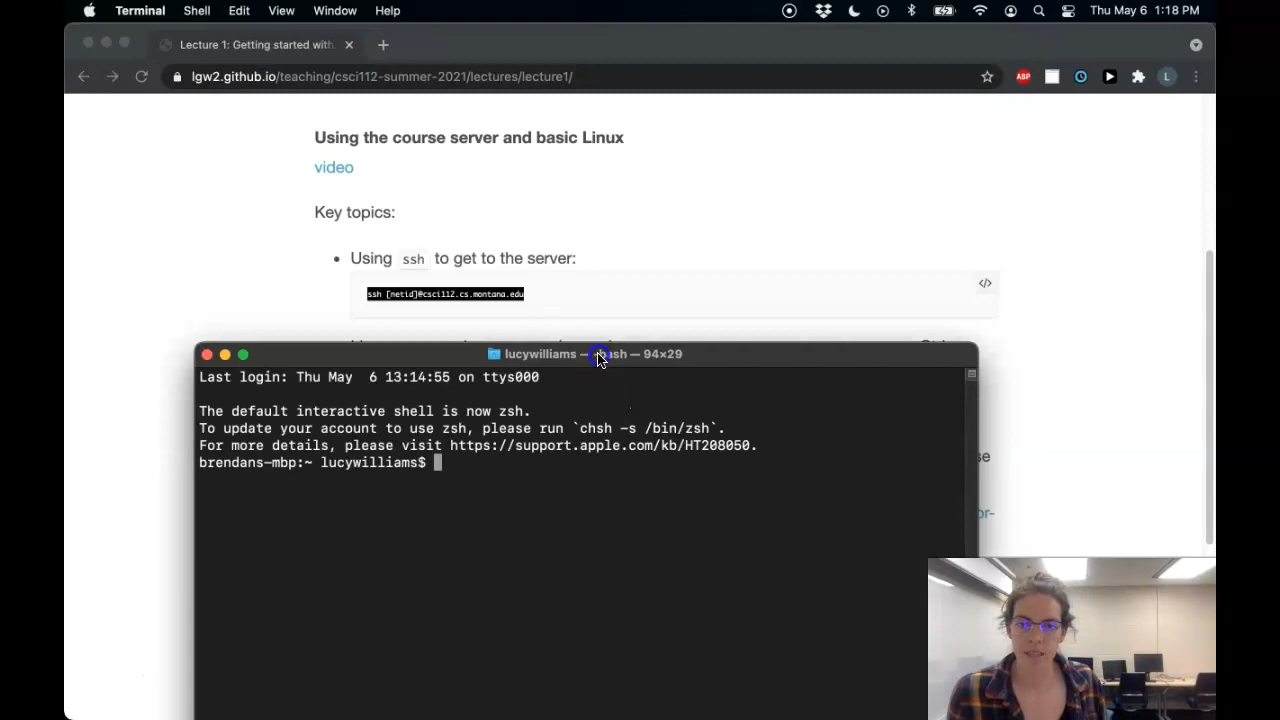 Terminal Shell Edit View Window Help Thu May 6 1:18 PM
Lecture 1: Getting started with
lgw2.github.io/teaching/csci112-summer-2021/lectures/lecture1/
ABP
L
Using the course server and basic Linux
video
Key topics:
• Using ssh to get to the server:
</>
ssh [netid]@csci112.cs.montana.edu
lucywilliams — -bash — 94×29
Last login: Thu May  6 13:14:55 on ttys000
The default interactive shell is now zsh.
To update your account to use zsh, please run `chsh -s /bin/zsh`.
For more details, please visit https://support.apple.com/kb/HT208050.
brendans-mbp:~ lucywilliams$
se
or-